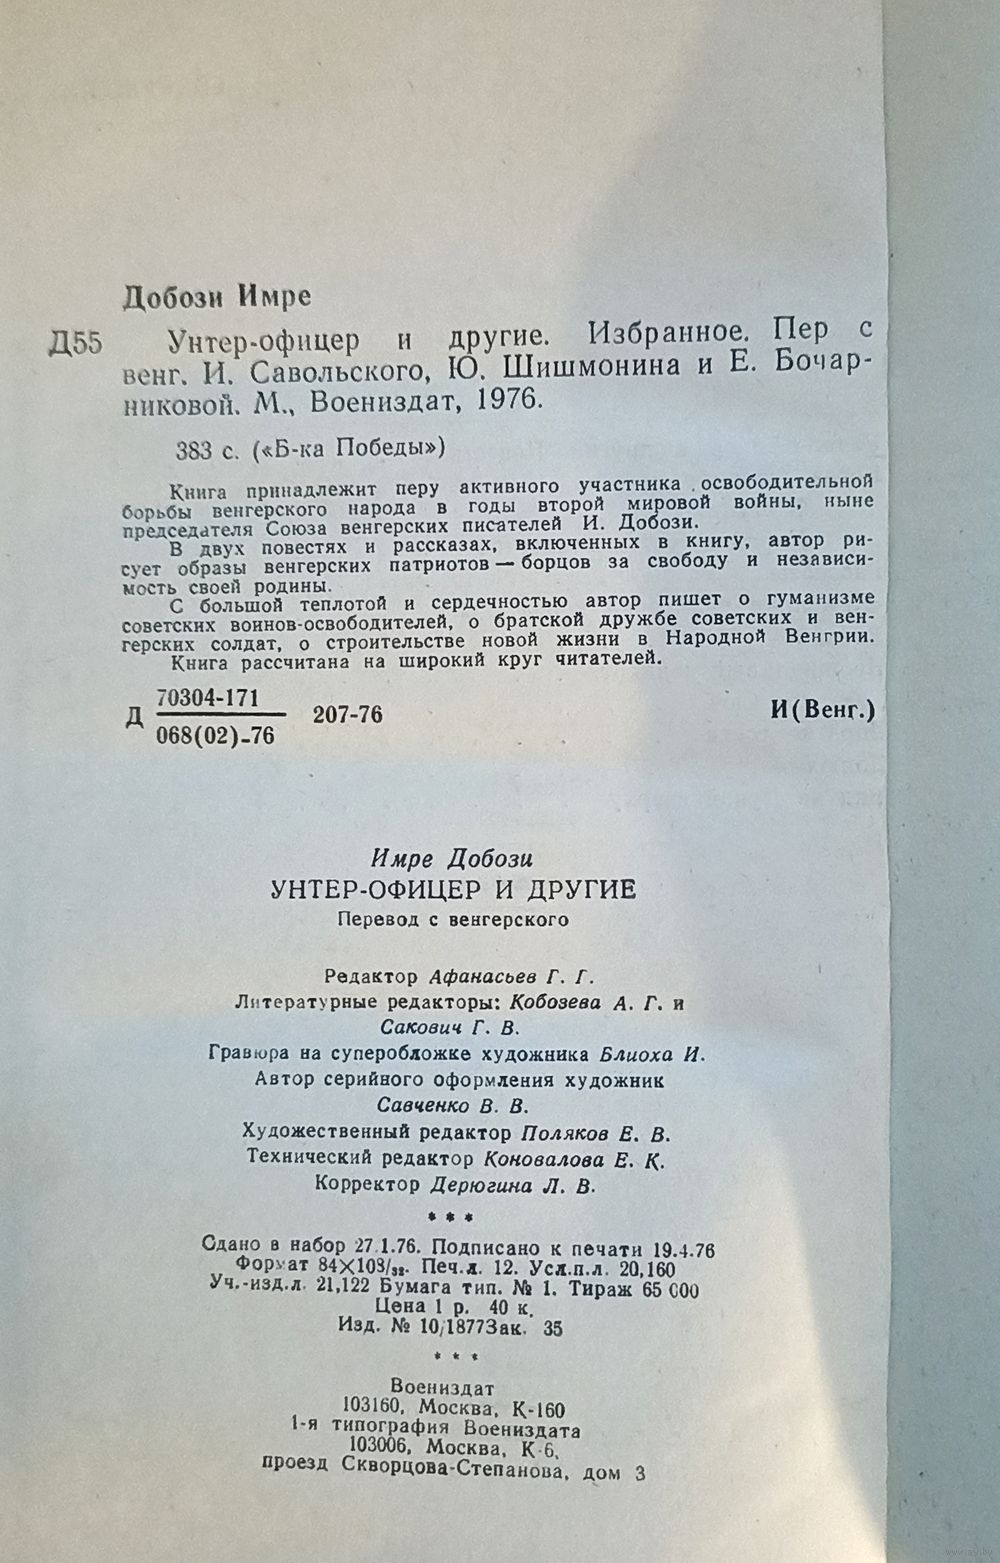 Добози Имре
Д55 Унтер-офицер и другие. Избранное. Пер с
венг. И. Савольского, Ю. Шишмонина и Е. Бочар-
никовой. М., Воениздат, 1976.
383 с. («Б-ка Победы»)
Книга принадлежит перу активного участника освободительной
борьбы венгерского народа в годы второй мировой войны, ныне
председателя Союза венгерских писателей И. Добози.
В двух повестях и рассказах, включенных в книгу, автор ри-
сует образы венгерских патриотов — борцов за свободу и независи-
мость своей родины.
С большой теплотой и сердечностью автор пишет о гуманизме
советских воинов-освободителей, о братской дружбе советских и вен-
герских солдат, о строительстве новой жизни в Народной Венгрии.
Книга рассчитана на широкий круг читателей.
70304-171
Д 207-76 И(Венг.)
068(02)-76
Имре Добози
УНТЕР-ОФИЦЕР И ДРУГИЕ
Перевод с венгерского
Редактор Афанасьев Г. Г.
Литературные редакторы: Кобозева А. Г. и
Сакович Г. В.
Гравюра на суперобложке художника Блиоха И.
Автор серийного оформления художник
Савченко В. В.
Художественный редактор Поляков Е. В.
Технический редактор Коновалова Е. К.
Корректор Дерюгина Л. В.
* * *
Сдано в набор 27.1.76. Подписано к печати 19.4.76
Формат 84×108/32. Печ.л. 12. Усл.п.л. 20,160
Уч.-изд.л. 21,122 Бумага тип. № 1. Тираж 65 000
Цена 1 р. 40 к.
Изд. № 10/1877Зак. 35
* * *
Воениздат
103160, Москва, К-160
1-я типография Воениздата
103006, Москва, К-6,
проезд Скворцова-Степанова, дом 3